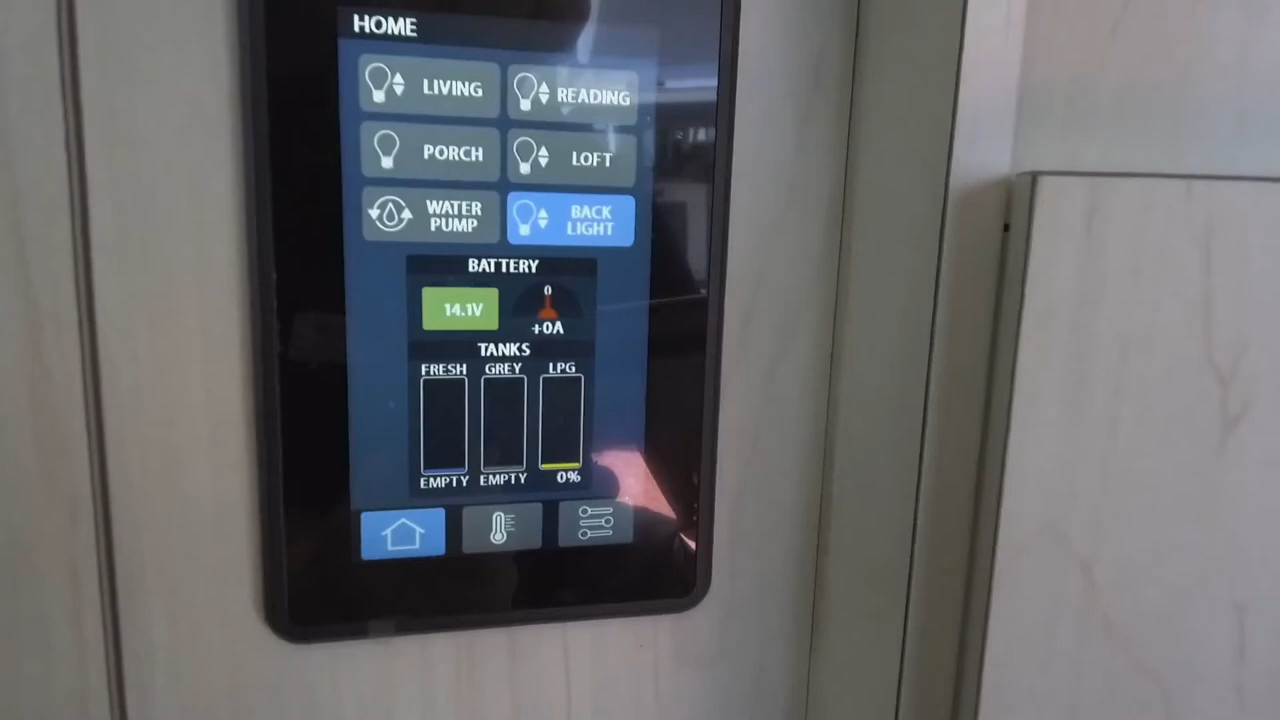 HOME
LIVING
READING
PORCH
LOFT
WATER
PUMP
BACK
LIGHT
BATTERY
14.1V
0
+0A
TANKS
FRESH GREY LPG
EMPTY EMPTY 0%